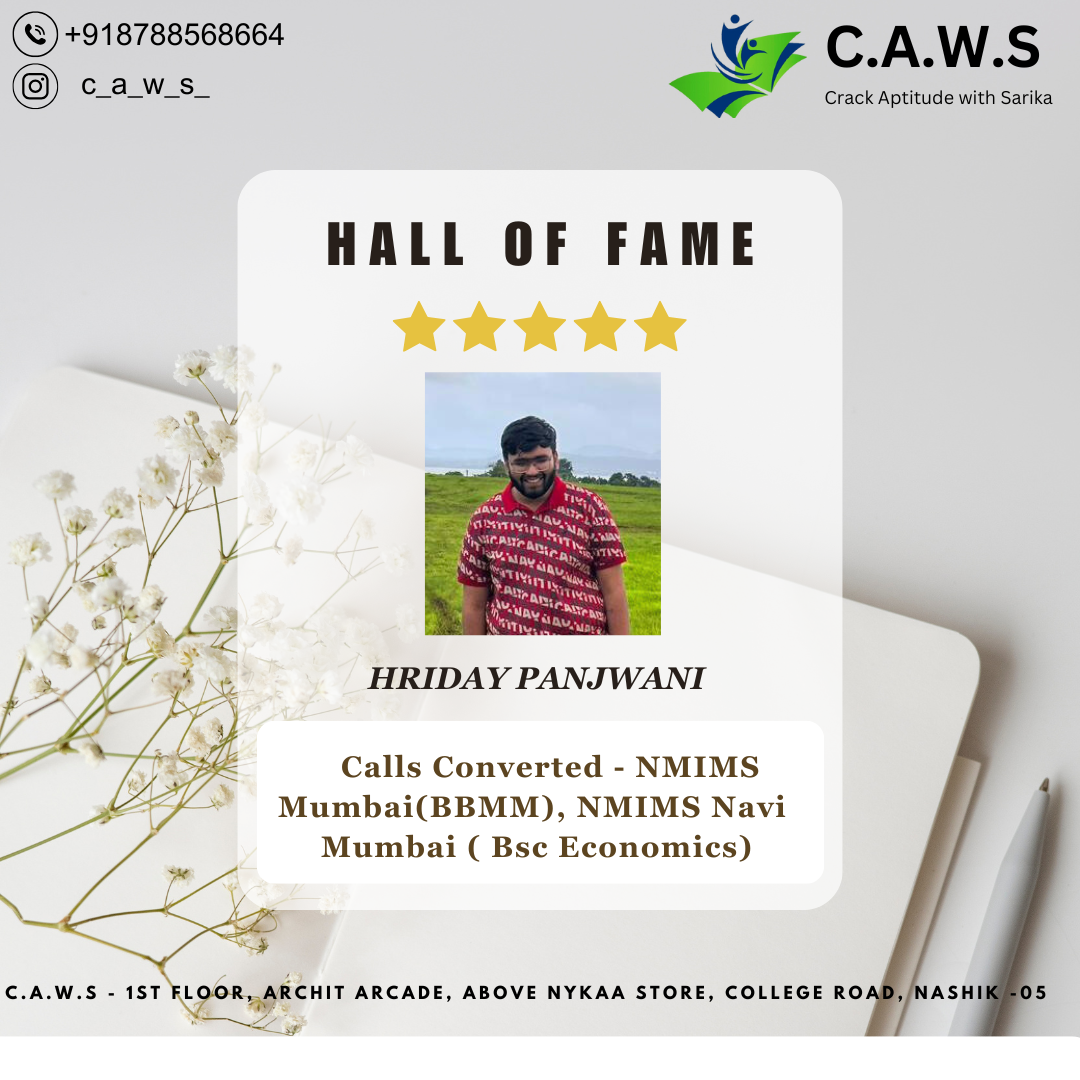 +918788568664
c_a_w_s_
C.A.W.S
Crack Aptitude with Sarika
HALL OF FAME
HRIDAY PANJWANI
Calls Converted - NMIMS
Mumbai(BBMM), NMIMS Navi
Mumbai ( Bsc Economics)
C.A.W.S - 1ST FLOOR, ARCHIT ARCADE, ABOVE NYKAA STORE, COLLEGE ROAD, NASHIK -05